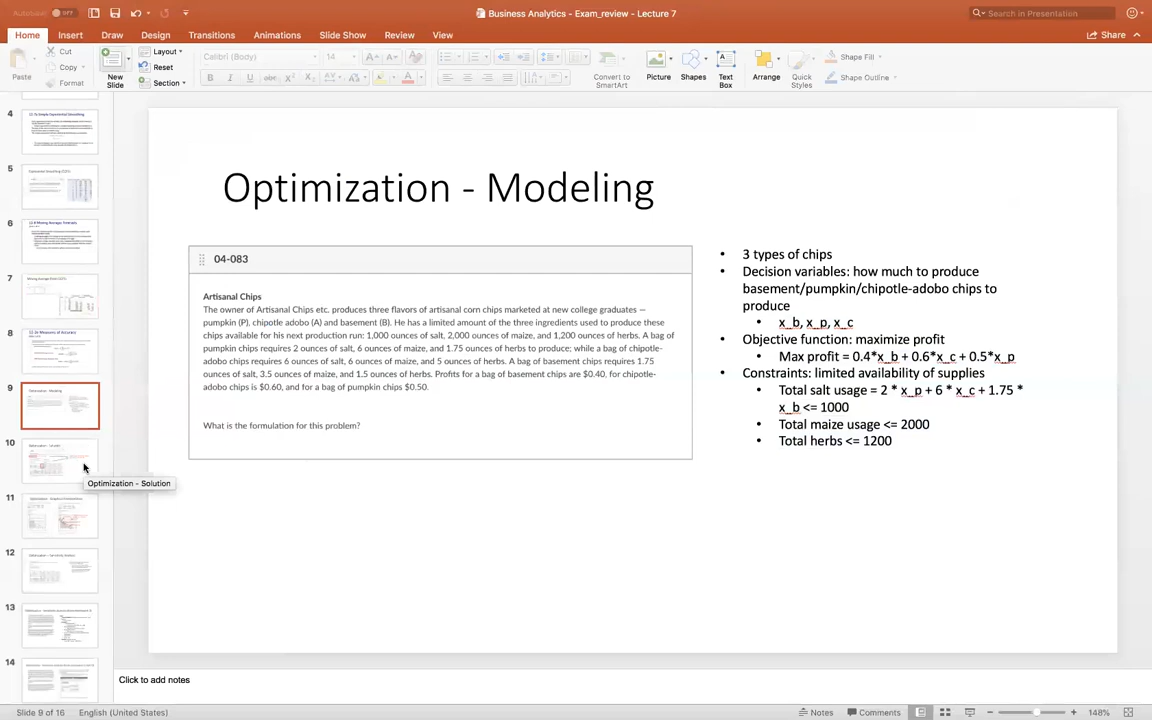 AutoSave OFF
Business Analytics - Exam_review - Lecture 7
Search in Presentation
Home Insert Draw Design Transitions Animations Slide Show Review View
Share
Paste
Cut
Copy
Format
New Slide
Layout
Reset
Section
Calibri (Body)
14
Convert to SmartArt
Picture
Shapes
Text Box
Arrange
Quick Styles
Shape Fill
Shape Outline
4
5
6
7
8
9
10
11
12
13
14
Optimization - Solution
Optimization - Modeling
04-083
Artisanal Chips
The owner of Artisanal Chips etc. produces three flavors of artisanal corn chips marketed at new college graduates —
pumpkin (P), chipotle adobo (A) and basement (B). He has a limited amount of the three ingredients used to produce these
chips available for his next production run: 1,000 ounces of salt, 2,000 ounces of maize, and 1,200 ounces of herbs. A bag of
pumpkin chips requires 2 ounces of salt, 6 ounces of maize, and 1.75 ounces of herbs to produce; while a bag of chipotle-
adobo chips requires 6 ounces of salt, 6 ounces of maize, and 5 ounces of herbs. A bag of basement chips requires 1.75
ounces of salt, 3.5 ounces of maize, and 1.5 ounces of herbs. Profits for a bag of basement chips are $0.40, for chipotle-
adobo chips is $0.60, and for a bag of pumpkin chips $0.50.
What is the formulation for this problem?
• 3 types of chips
• Decision variables: how much to produce
basement/pumpkin/chipotle-adobo chips to
produce
• x_b, x_p, x_c
• Objective function: maximize profit
• Max profit = 0.4*x_b + 0.6*x_c + 0.5*x_p
• Constraints: limited availability of supplies
• Total salt usage = 2 * x_p + 6 * x_c + 1.75 *
x_b <= 1000
• Total maize usage <= 2000
• Total herbs <= 1200
Click to add notes
Slide 9 of 16 English (United States)
Notes
Comments
148%